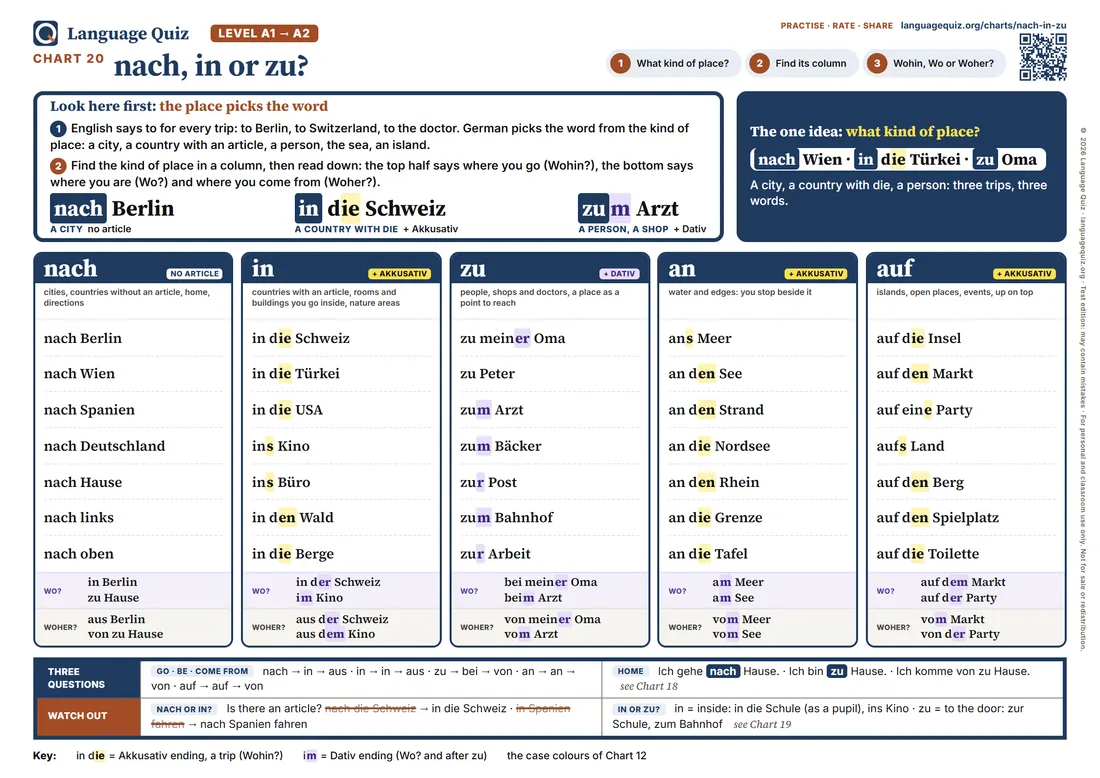 Language Quiz
LEVEL A1 → A2
PRACTISE · RATE · SHARE languagequiz.org/charts/nach-in-zu
CHART 20
nach, in or zu?
1 What kind of place?
2 Find its column
3 Wohin, Wo or Woher?
Look here first: the place picks the word
1 English says to for every trip: to Berlin, to Switzerland, to the doctor. German picks the word from the kind of
place: a city, a country with an article, a person, the sea, an island.
2 Find the kind of place in a column, then read down: the top half says where you go (Wohin?), the bottom says
where you are (Wo?) and where you come from (Woher?).
nach Berlin
A CITY no article
in die Schweiz
A COUNTRY WITH DIE + Akkusativ
zum Arzt
A PERSON, A SHOP + Dativ
The one idea: what kind of place?
nach Wien · in die Türkei · zu Oma
A city, a country with die, a person: three trips, three
words.
nach
NO ARTICLE
cities, countries without an article, home,
directions
nach Berlin
nach Wien
nach Spanien
nach Deutschland
nach Hause
nach links
nach oben
WO?
in Berlin
zu Hause
WOHER?
aus Berlin
von zu Hause
in
+ AKKUSATIV
countries with an article, rooms and
buildings you go inside, nature areas
in die Schweiz
in die Türkei
in die USA
ins Kino
ins Büro
in den Wald
in die Berge
WO?
in der Schweiz
im Kino
WOHER?
aus der Schweiz
aus dem Kino
zu
+ DATIV
people, shops and doctors, a place as a
point to reach
zu meiner Oma
zu Peter
zum Arzt
zum Bäcker
zur Post
zum Bahnhof
zur Arbeit
WO?
bei meiner Oma
beim Arzt
WOHER?
von meiner Oma
vom Arzt
an
+ AKKUSATIV
water and edges: you stop beside it
ans Meer
an den See
an den Strand
an die Nordsee
an den Rhein
an die Grenze
an die Tafel
WO?
am Meer
am See
WOHER?
vom Meer
vom See
auf
+ AKKUSATIV
islands, open places, events, up on top
auf die Insel
auf den Markt
auf eine Party
aufs Land
auf den Berg
auf den Spielplatz
auf die Toilette
WO?
auf dem Markt
auf der Party
WOHER?
vom Markt
von der Party
THREE
QUESTIONS
GO · BE · COME FROM nach → in → aus · in → in → aus · zu → bei → von · an → an →
von · auf → auf → von
HOME Ich gehe nach Hause. · Ich bin zu Hause. · Ich komme von zu Hause.
see Chart 18
WATCH OUT
NACH OR IN? Is there an article? nach die Schweiz → in die Schweiz · in Spanien
fahren → nach Spanien fahren
IN OR ZU? in = inside: in die Schule (as a pupil), ins Kino · zu = to the door: zur
Schule, zum Bahnhof see Chart 19
Key: in die = Akkusativ ending, a trip (Wohin?) im = Dativ ending (Wo? and after zu) the case colours of Chart 12
© 2026 Language Quiz · languagequiz.org · Test edition: may contain mistakes · For personal and classroom use only. Not for sale or redistribution.